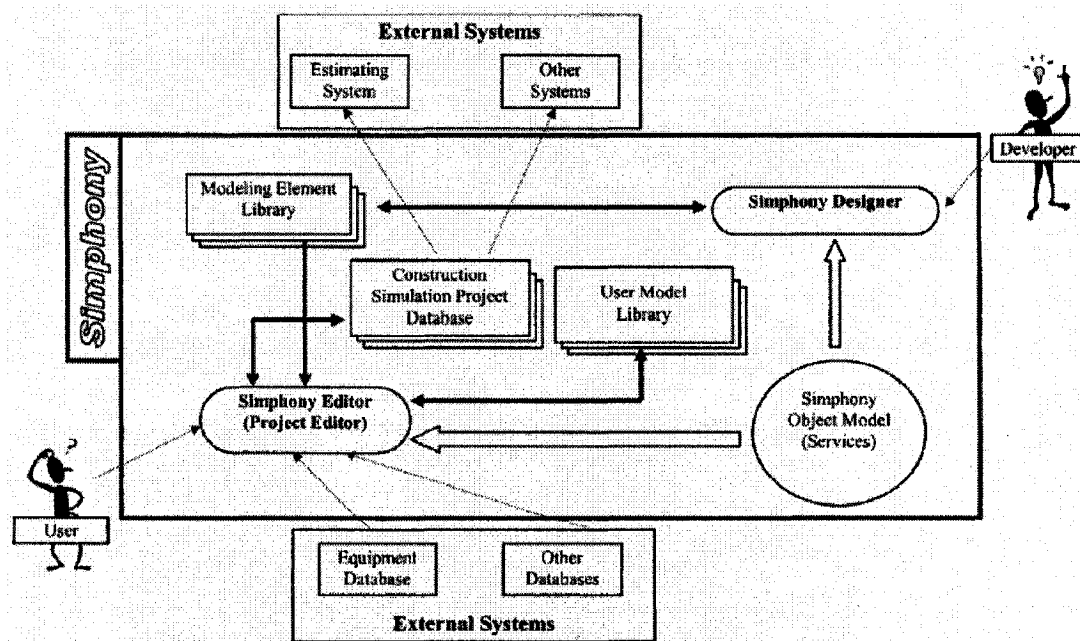 External Systems
Estimating
System
Other
Systems
Developer
Simphony
Modeling Element
Library
Simphony Designer
Construction
Simulation Project
Database
User Model
Library
Simphony Editor
(Project Editor)
Simphony
Object Model
(Services)
?
User
Equipment
Database
Other
Databases
External Systems